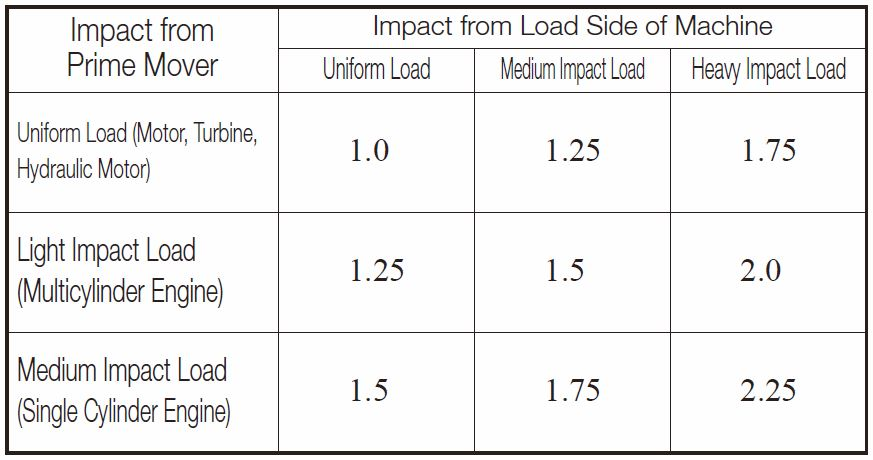 Impact from
Prime Mover
Impact from Load Side of Machine
Uniform Load
Medium Impact Load
Heavy Impact Load
Uniform Load (Motor, Turbine,
Hydraulic Motor)
1.0
1.25
1.75
Light Impact Load
(Multicylinder Engine)
1.25
1.5
2.0
Medium Impact Load
(Single Cylinder Engine)
1.5
1.75
2.25